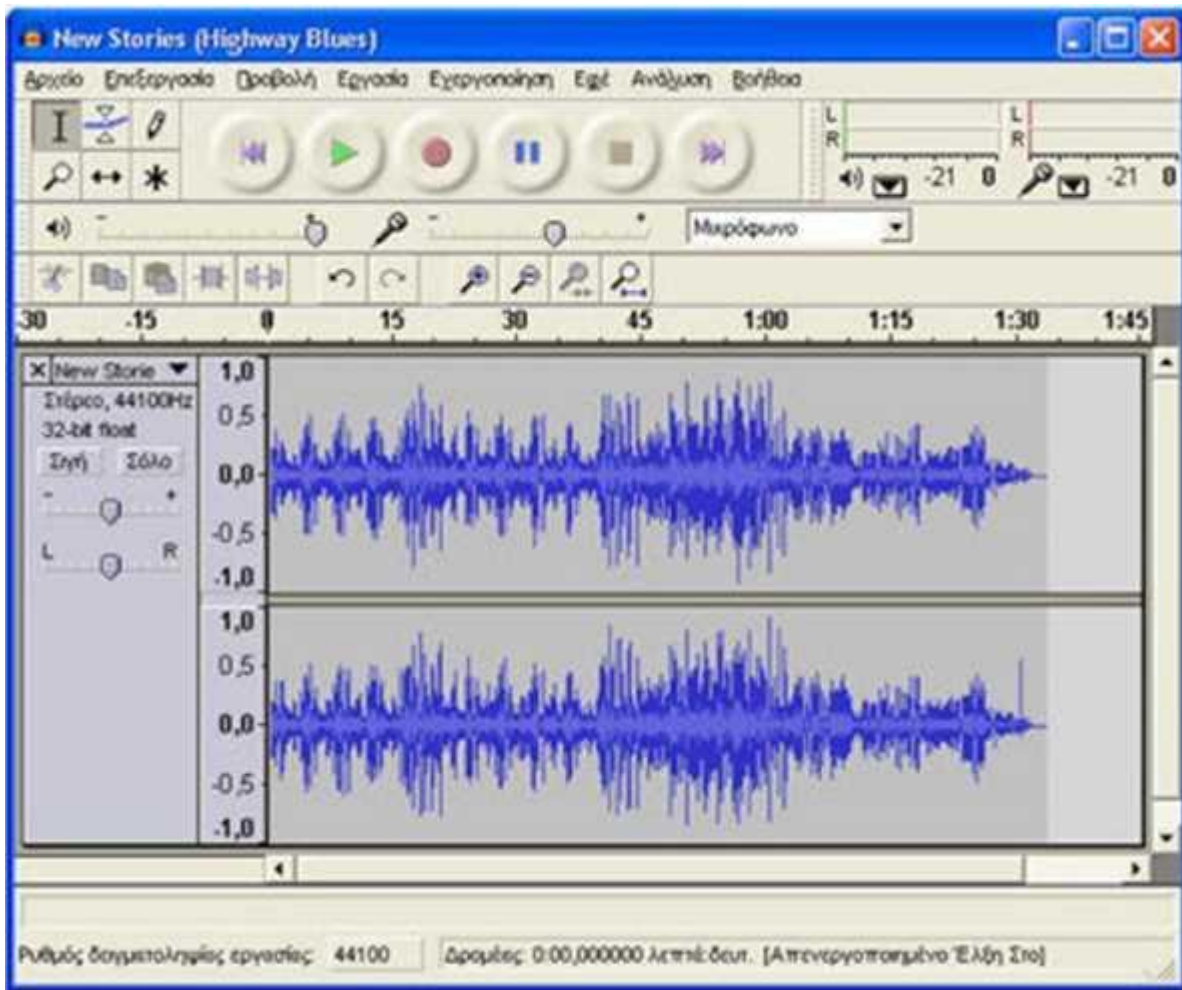 New Stories (Highway Blues)
Αρχείο Επεξεργασία Προβολή Εργασία Εχεργοποίηση Εφέ Ανάλυση Βοήθεια
L
R
-21 0
L
R
-21 0
- +
- +
Μικρόφωνο
-30 -15 0 15 30 45 1:00 1:15 1:30 1:45
New Storie
Στέρεο, 44100Hz
32-bit float
Σιγή Σόλο
- +
L R
1,0
0,5
0,0
-0,5
-1,0
1,0
0,5
0,0
-0,5
-1,0
Ρυθμός δειγματοληψίας εργασίας: 44100
Δρομέας: 0:00,000000 λεπτά:δευτ. [Απενεργοποιημένο Έλξη Στο]